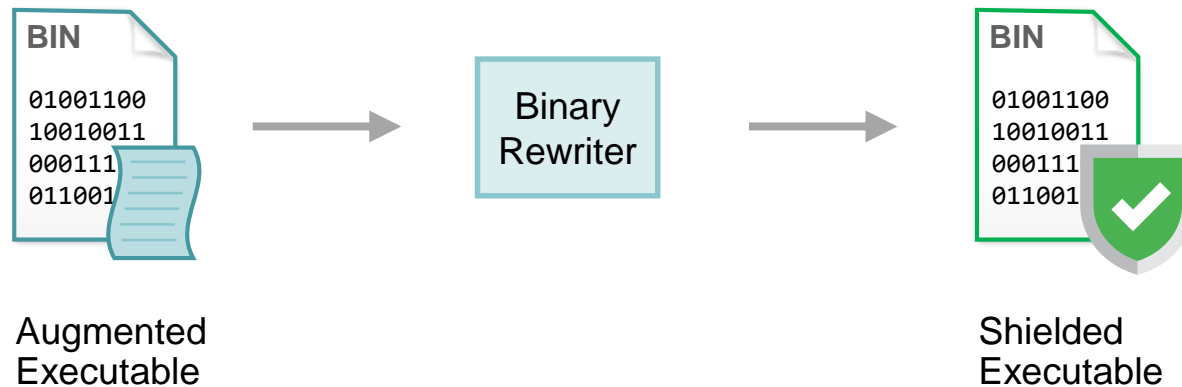 BIN
01001100
10010011
000111
011001
Augmented
Executable
Binary
Rewriter
BIN
01001100
10010011
000111
011001
Shielded
Executable